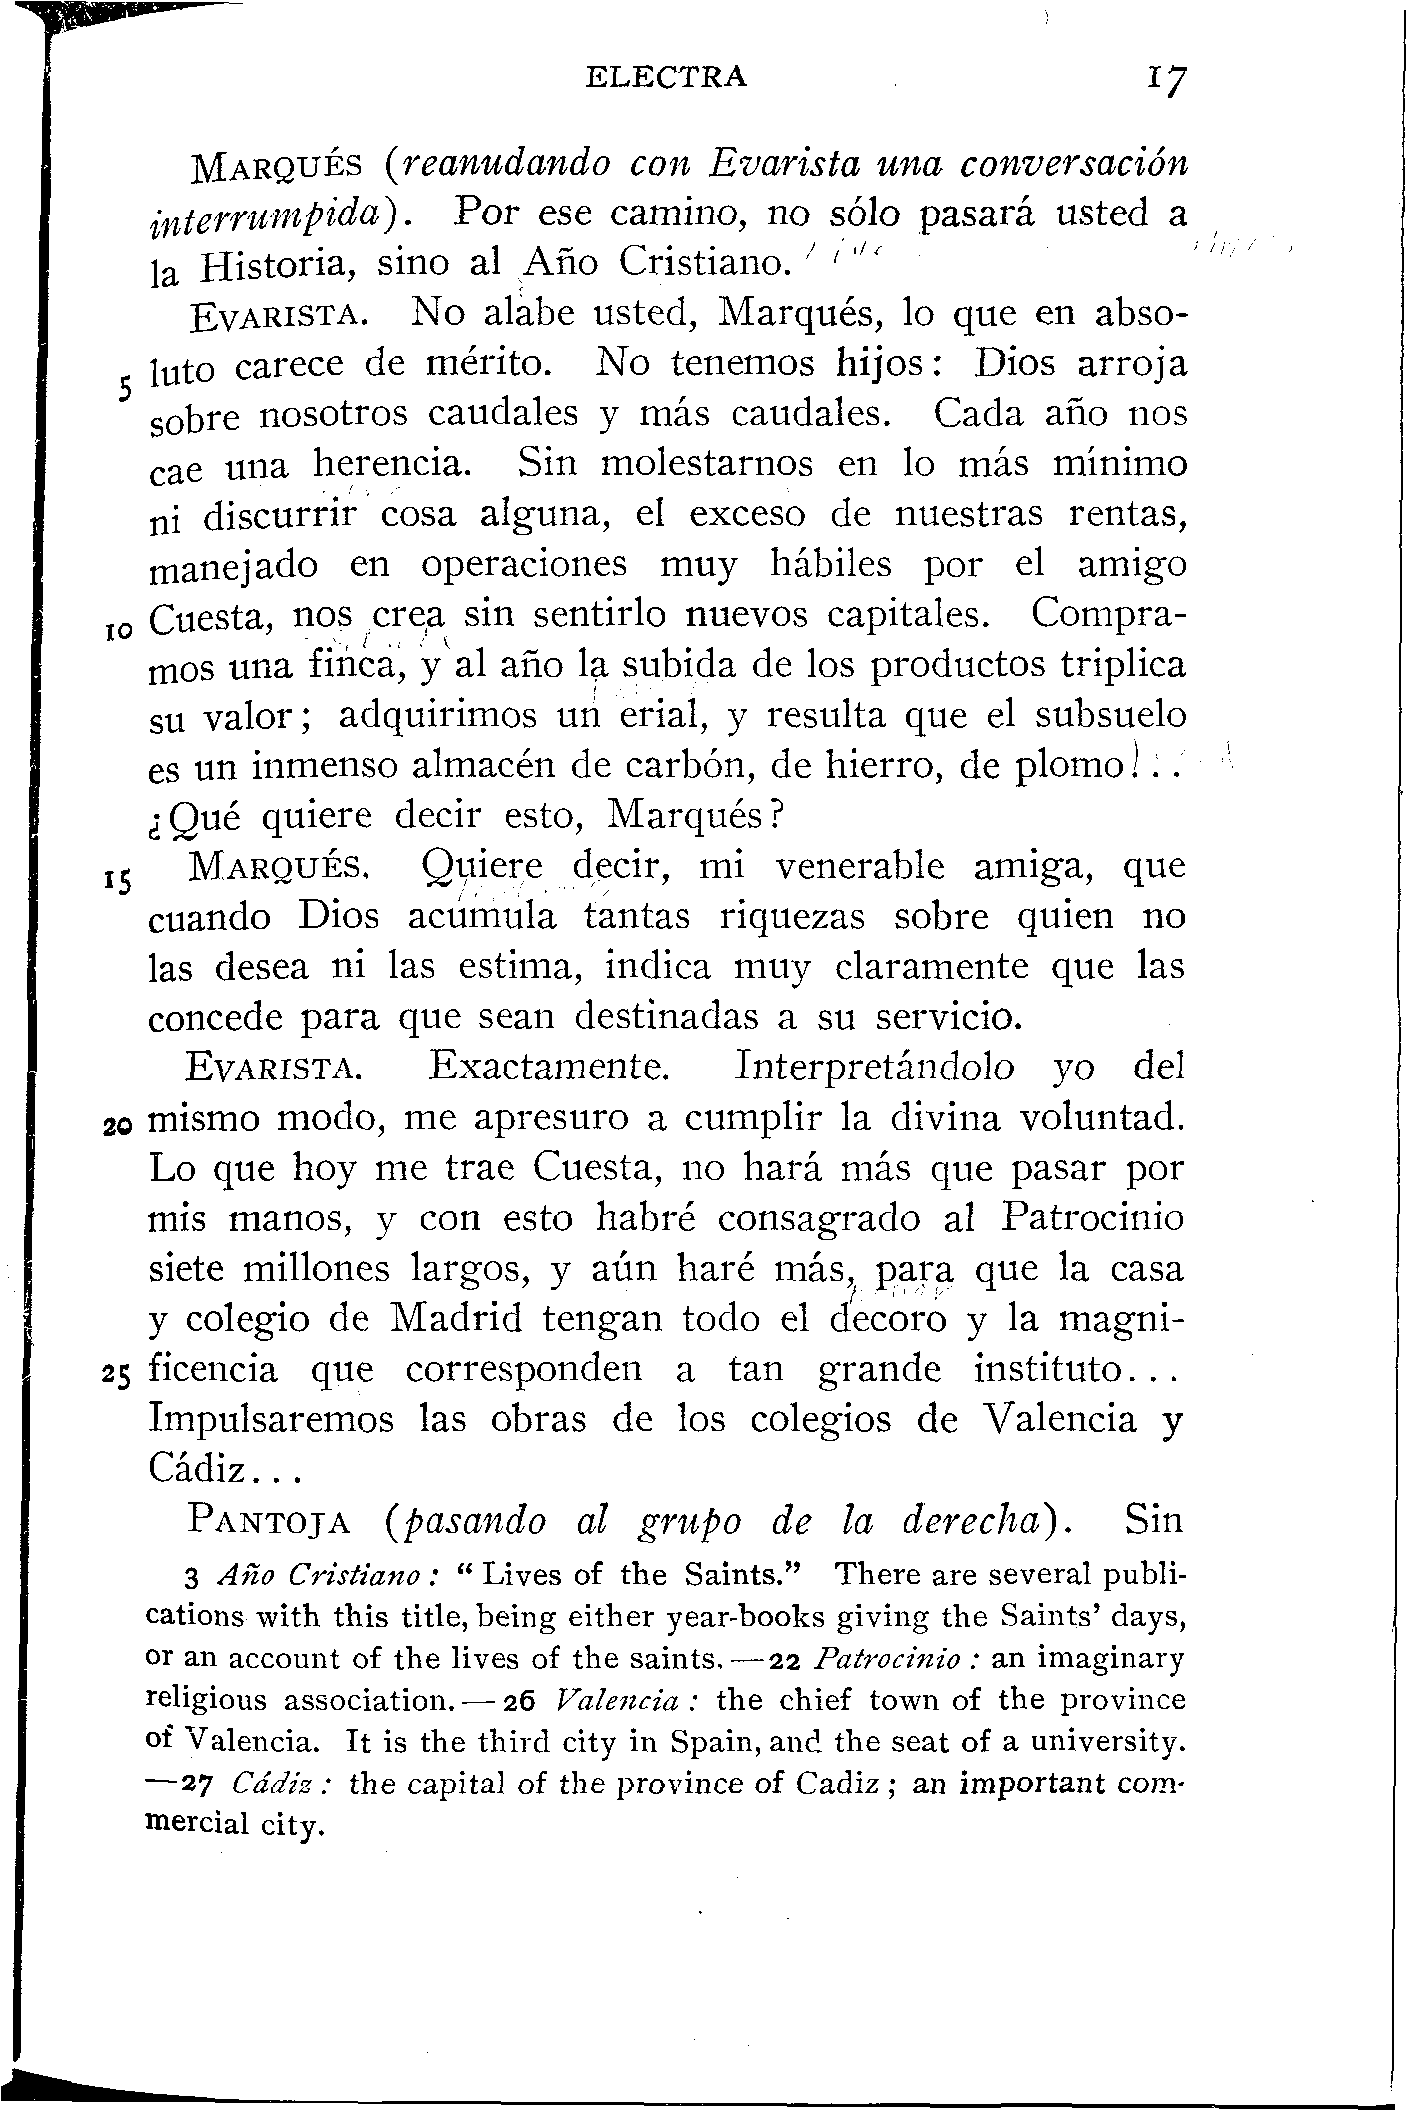 ELECTRA 17
MARQUÉS (reanudando con Evarista una conversación
interrumpida). Por ese camino, no sólo pasará usted a
la Historia, sino al Año Cristiano.
EVARISTA. No alabe usted, Marqués, lo que en abso-
5 luto carece de mérito. No tenemos hijos: Dios arroja
sobre nosotros caudales y más caudales. Cada año nos
cae una herencia. Sin molestarnos en lo más mínimo
ni discurrir cosa alguna, el exceso de nuestras rentas,
manejado en operaciones muy hábiles por el amigo
10 Cuesta, nos crea sin sentirlo nuevos capitales. Compra-
mos una finca, y al año la subida de los productos triplica
su valor; adquirimos un erial, y resulta que el subsuelo
es un inmenso almacén de carbón, de hierro, de plomo...
¿Qué quiere decir esto, Marqués?
15 MARQUÉS. Quiere decir, mi venerable amiga, que
cuando Dios acumula tantas riquezas sobre quien no
las desea ni las estima, indica muy claramente que las
concede para que sean destinadas a su servicio.
EVARISTA. Exactamente. Interpretándolo yo del
20 mismo modo, me apresuro a cumplir la divina voluntad.
Lo que hoy me trae Cuesta, no hará más que pasar por
mis manos, y con esto habré consagrado al Patrocinio
siete millones largos, y aún haré más, para que la casa
y colegio de Madrid tengan todo el decoro y la magni-
25 ficencia que corresponden a tan grande instituto...
Impulsaremos las obras de los colegios de Valencia y
Cádiz...
PANTOJA (pasando al grupo de la derecha). Sin
3 Año Cristiano: "Lives of the Saints." There are several publi-
cations with this title, being either year-books giving the Saints' days,
or an account of the lives of the saints.—22 Patrocinio: an imaginary
religious association.—26 Valencia: the chief town of the province
of Valencia. It is the third city in Spain, and the seat of a university.
—27 Cádiz: the capital of the province of Cadiz; an important com-
mercial city.